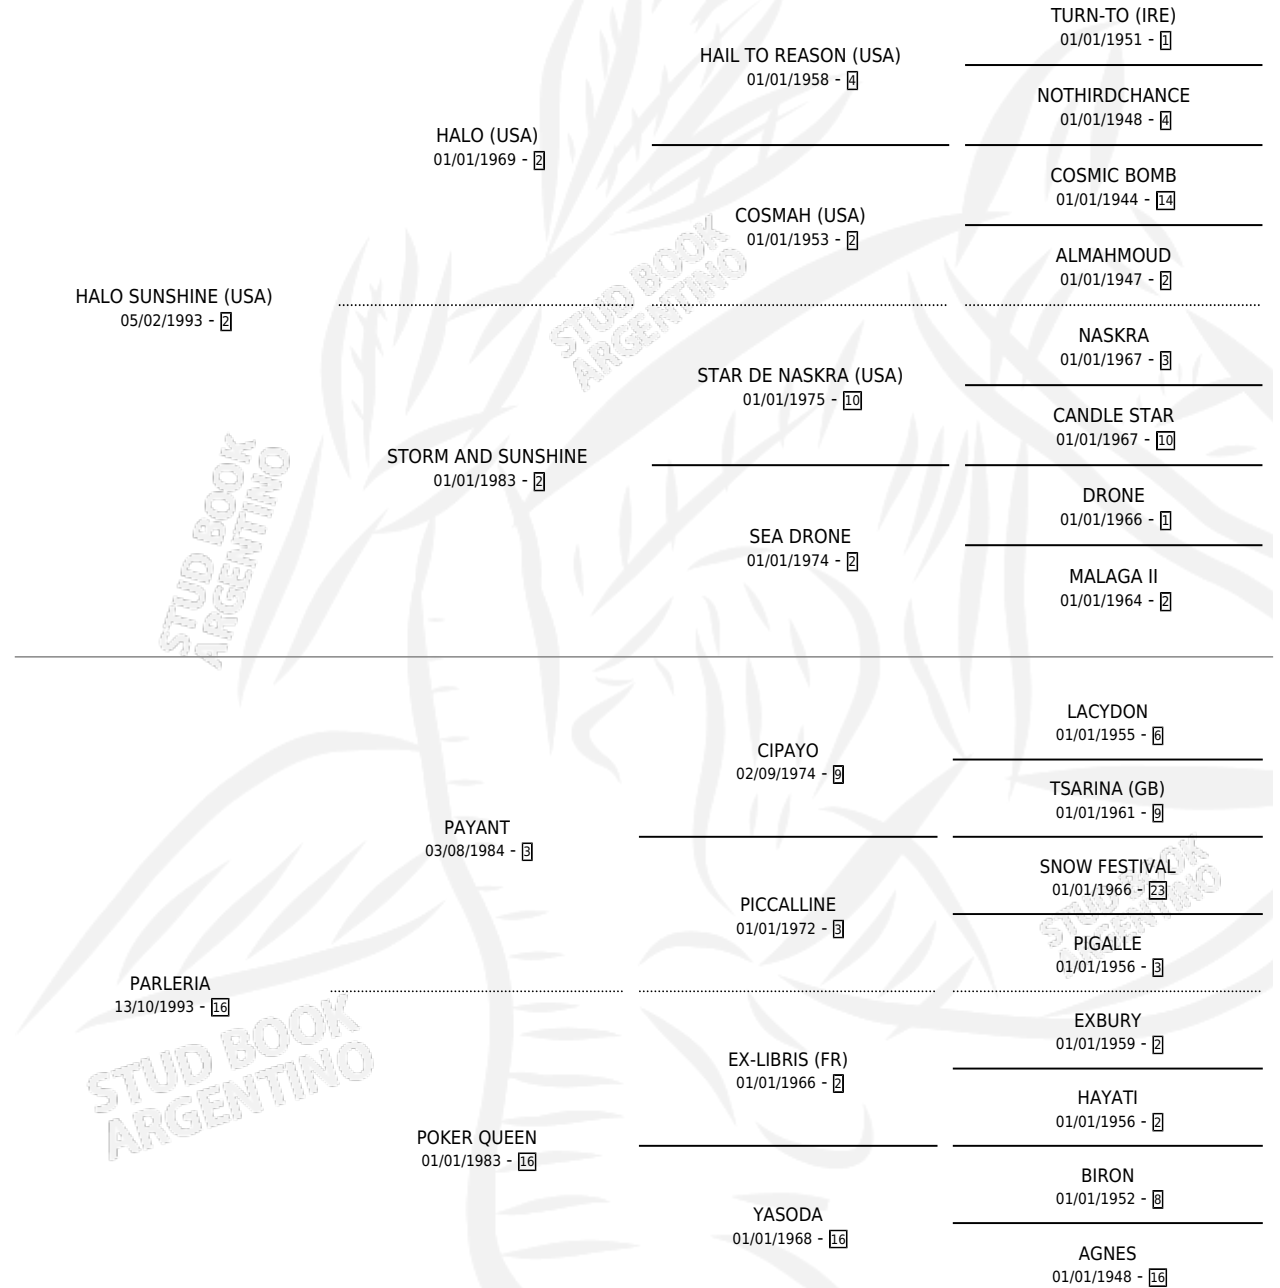 TURN-TO (IRE)
01/01/1951 - 1
HAIL TO REASON (USA)
01/01/1958 - 4
NOTHIRDCHANCE
01/01/1948 - 4
HALO (USA)
01/01/1969 - 2
COSMIC BOMB
01/01/1944 - 14
COSMAH (USA)
01/01/1953 - 2
ALMAHMOUD
01/01/1947 - 2
HALO SUNSHINE (USA)
05/02/1993 - 2
NASKRA
01/01/1967 - 3
STAR DE NASKRA (USA)
01/01/1975 - 10
CANDLE STAR
01/01/1967 - 10
STORM AND SUNSHINE
01/01/1983 - 2
DRONE
01/01/1966 - 1
SEA DRONE
01/01/1974 - 2
MALAGA II
01/01/1964 - 2
LACYDON
01/01/1955 - 6
CIPAYO
02/09/1974 - 9
TSARINA (GB)
01/01/1961 - 9
PAYANT
03/08/1984 - 3
SNOW FESTIVAL
01/01/1966 - 23
PICCALLINE
01/01/1972 - 3
PIGALLE
01/01/1956 - 3
PARLERIA
13/10/1993 - 16
EXBURY
01/01/1959 - 2
EX-LIBRIS (FR)
01/01/1966 - 2
HAYATI
01/01/1956 - 2
POKER QUEEN
01/01/1983 - 16
BIRON
01/01/1952 - 8
YASODA
01/01/1968 - 16
AGNES
01/01/1948 - 16
STUD BOOK
ARGENTINO
STUD BOOK
ARGENTINO
STUD BOOK
ARGENTINO
STUD BOOK
ARGENTINO